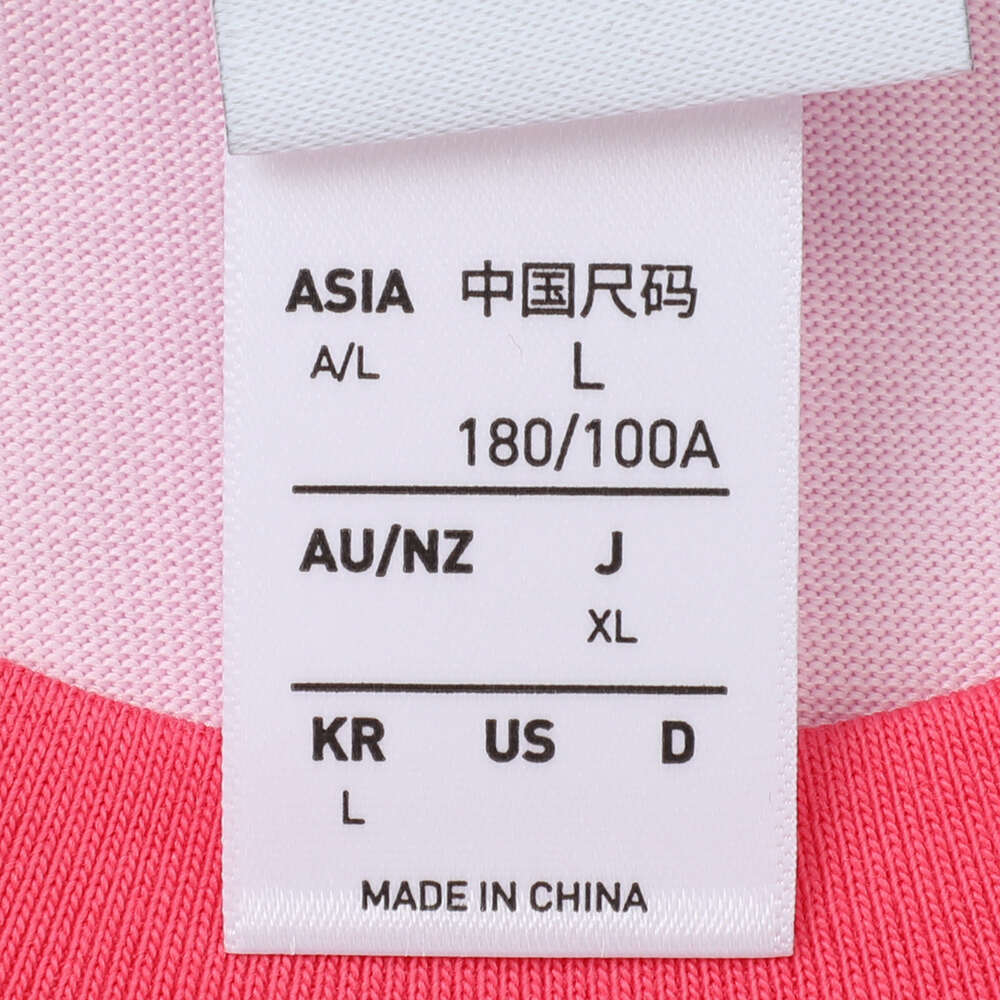 ASIA 中国尺码
A/L L
180/100A
AU/NZ J
XL
KR US D
L
MADE IN CHINA